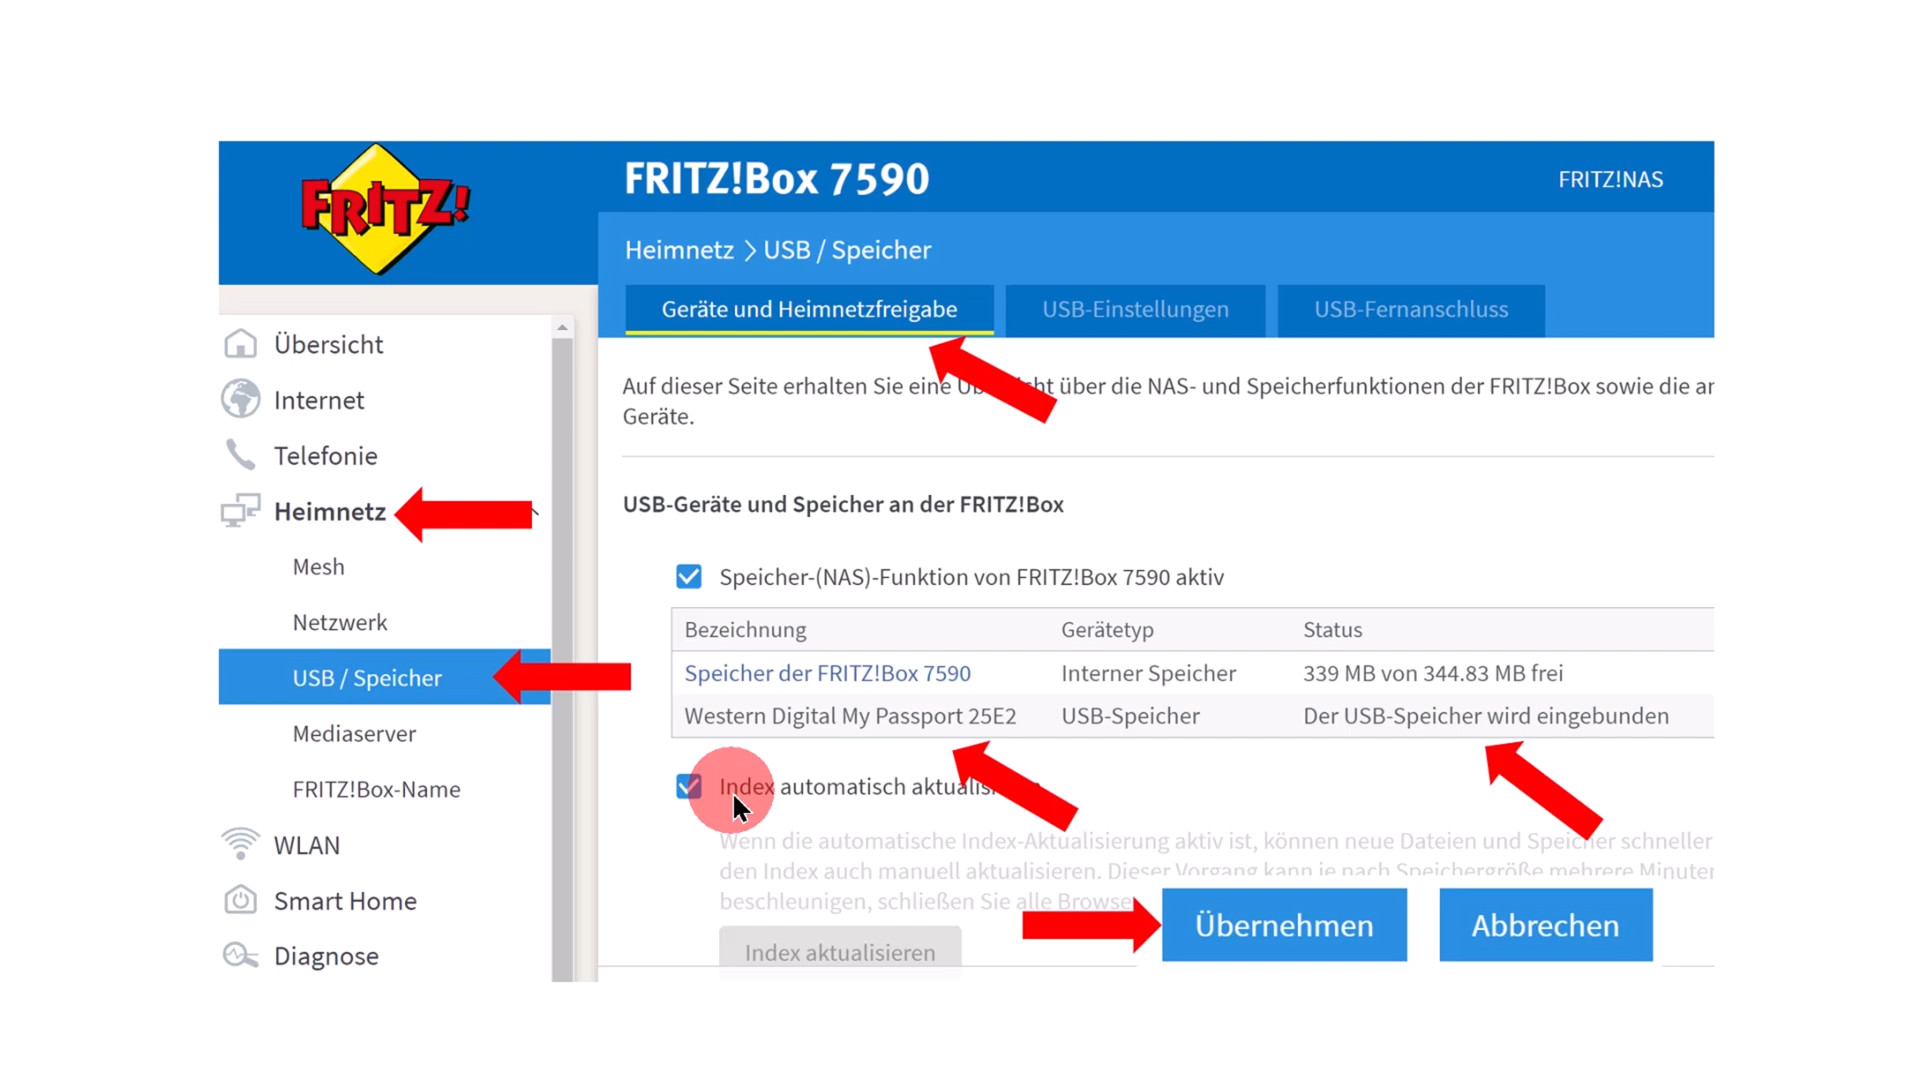 FRITZ!
FRITZ!Box 7590
FRITZ!NAS
Heimnetz > USB / Speicher
Geräte und Heimnetzfreigabe
USB-Einstellungen
USB-Fernanschluss
Übersicht
Internet
Telefonie
Heimnetz
Mesh
Netzwerk
USB / Speicher
Mediaserver
FRITZ!Box-Name
WLAN
Smart Home
Diagnose
Auf dieser Seite erhalten Sie eine über die NAS- und Speicherfunktionen der FRITZ!Box sowie die
Geräte.
USB-Geräte und Speicher an der FRITZ!Box
Speicher-(NAS)-Funktion von FRITZ!Box 7590 aktiv
Bezeichnung Gerätetyp Status
Speicher der FRITZ!Box 7590 Interner Speicher 339 MB von 344.83 MB frei
Western Digital My Passport 25E2 USB-Speicher Der USB-Speicher wird eingebunden
Index automatisch
Wenn die automatische Index-Aktualisierung aktiv ist, können neue Dateien und Speicher schneller
den Index auch manuell aktualisieren. Dieser Vorgang kann je nach Speichergröße mehrere Minuten
beschleunigen, schließen Sie alle
Index aktualisieren
Übernehmen
Abbrechen